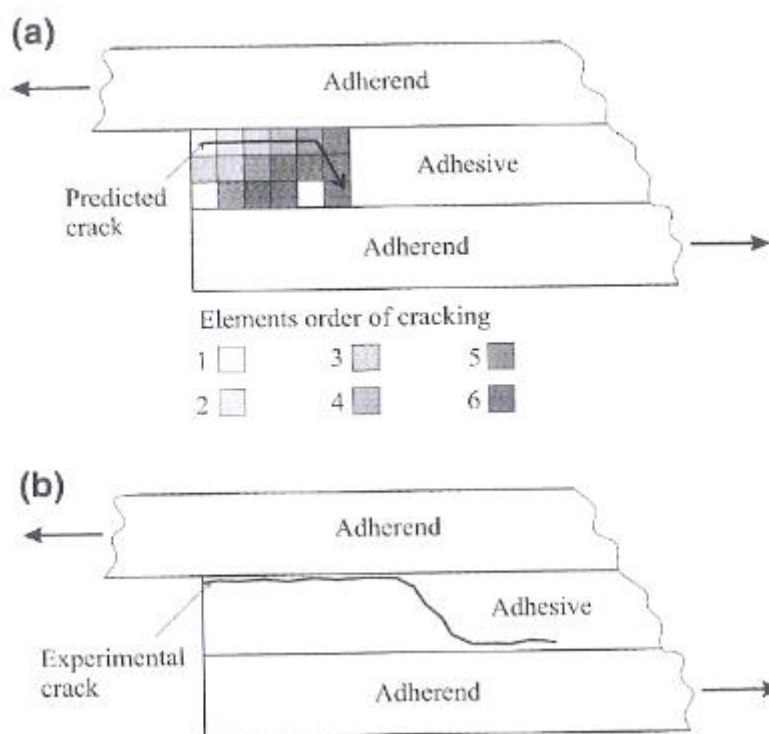 (a)
Adherend
Adhesive
Predicted
crack
Adherend
Elements order of cracking
1 3 5
2 4 6
(b)
Adherend
Adhesive
Experimental
crack
Adherend